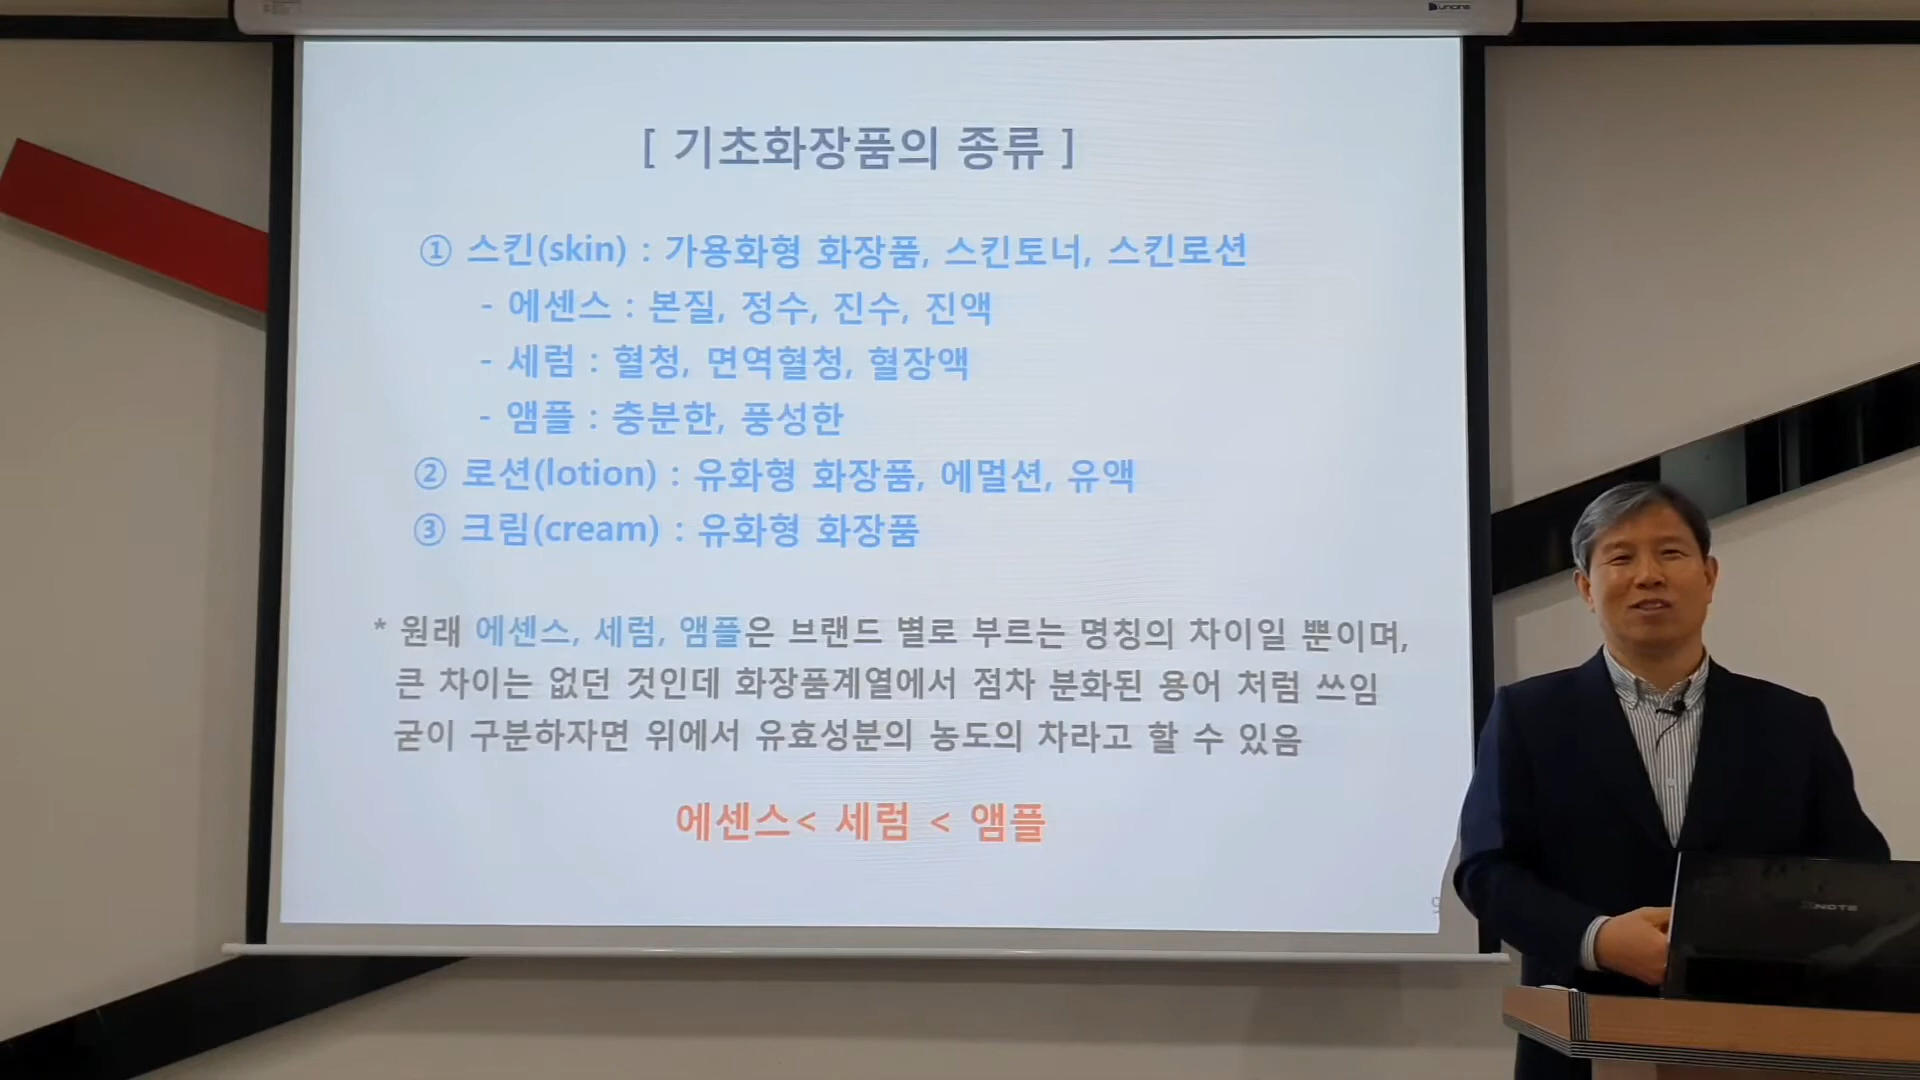 [ 기초화장품의 종류 ]
① 스킨(skin) : 가용화형 화장품, 스킨토너, 스킨로션
- 에센스 : 본질, 정수, 진수, 진액
- 세럼 : 혈청, 면역혈청, 혈장액
- 앰플 : 충분한, 풍성한
② 로션(lotion) : 유화형 화장품, 에멀션, 유액
③ 크림(cream) : 유화형 화장품
* 원래 에센스, 세럼, 앰플은 브랜드 별로 부르는 명칭의 차이일 뿐이며,
큰 차이는 없던 것인데 화장품계열에서 점차 분화된 용어 처럼 쓰임
굳이 구분하자면 위에서 유효성분의 농도의 차라고 할 수 있음
에센스< 세럼 < 앰플